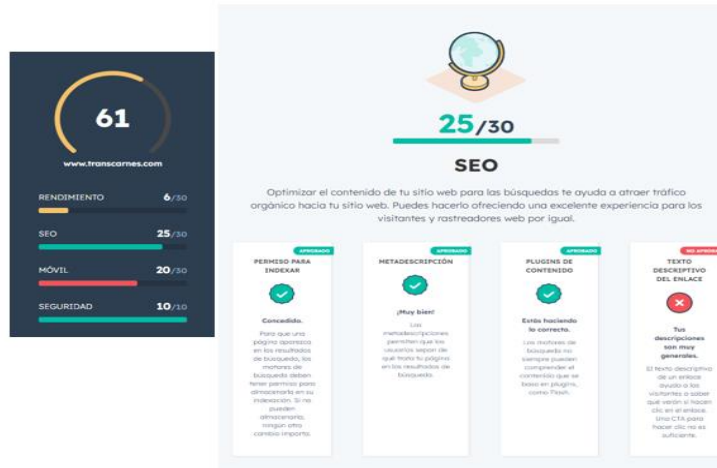 61
www.transcarnes.com
RENDIMIENTO 6/30
SEO 25/30
MÓVIL 20/30
SEGURIDAD 10/10
25/30
SEO
Optimizar el contenido de tu sitio web para las búsquedas te ayuda a atraer tráfico
orgánico hacia tu sitio web. Puedes hacerlo ofreciendo una excelente experiencia para los
visitantes y rastreadores web por igual.
APROBADO
PERMISO PARA
INDEXAR
Concedido.
Para que una
página aparezca
en los resultados
de búsqueda, los
motores de
búsqueda deben
tener permiso para
almacenarla en su
indexación. Si no
pueden
almacenarla,
ningún otro
cambio importa.
APROBADO
METADESCRIPCIÓN
¡Muy bien!
Las
metadescripciones
permiten que los
usuarios sepan de
qué trata tu página
en los resultados de
búsqueda.
APROBADO
PLUGINS DE
CONTENIDO
Estás haciendo
lo correcto.
Los motores de
búsqueda no
siempre pueden
comprender el
contenido que se
basa en plugins,
como Flash.
NO APROB
TEXTO
DESCRIPTIVO
DEL ENLACE
Tus
descripciones
son muy
generales.
El texto descriptivo
de un enlace
ayuda a los
visitantes a saber
qué verán si hacen
clic en el enlace.
Una CTA para
hacer clic no es
suficiente.